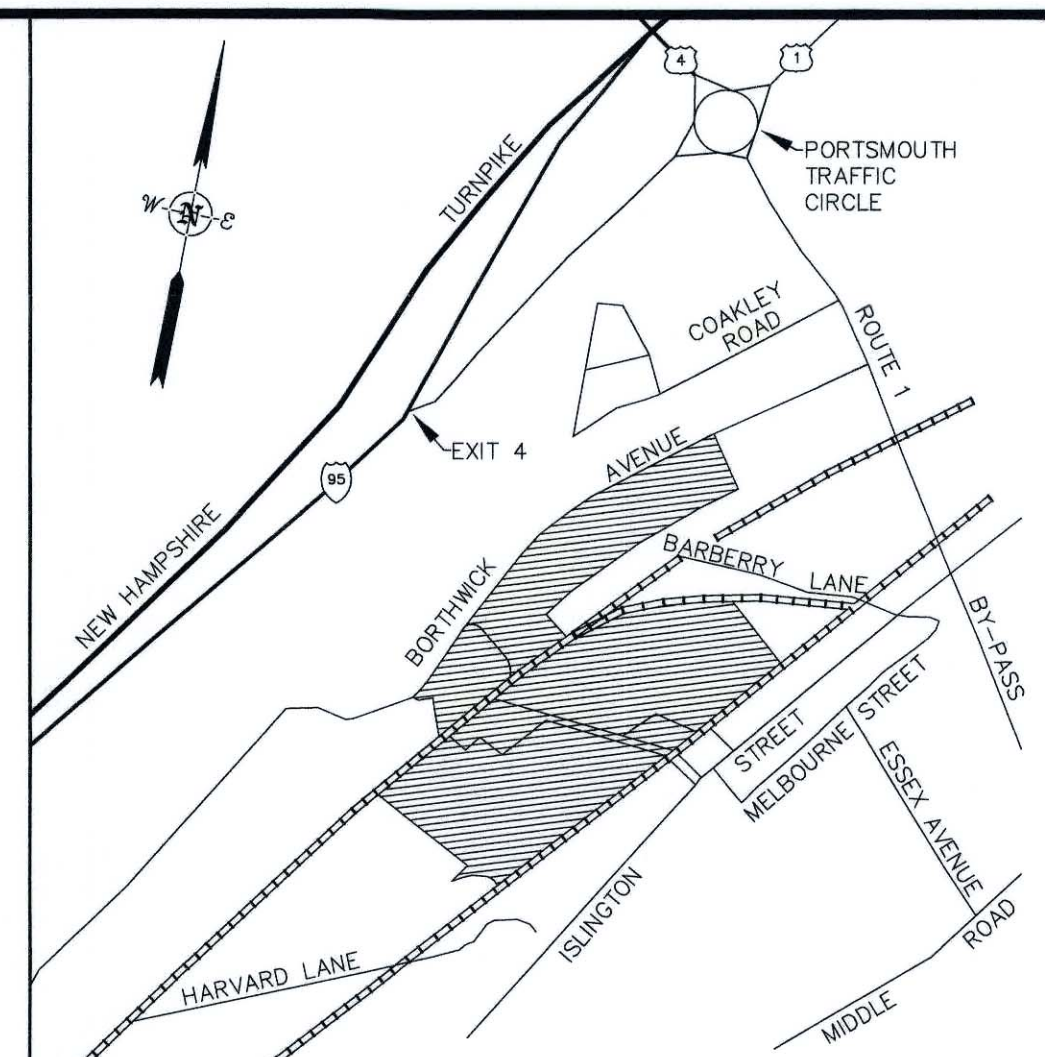 4
1
PORTSMOUTH
TRAFFIC
CIRCLE
TURNPIKE
W
N
E
COAKLEY
ROAD
ROUTE 1
EXIT 4
AVENUE
95
NEW HAMPSHIRE
BORTHWICK
BARBERRY LANE
BY-PASS
STREET
STREET
MELBOURNE
ESSEX AVENUE
ISLINGTON
ROAD
HARVARD LANE
MIDDLE